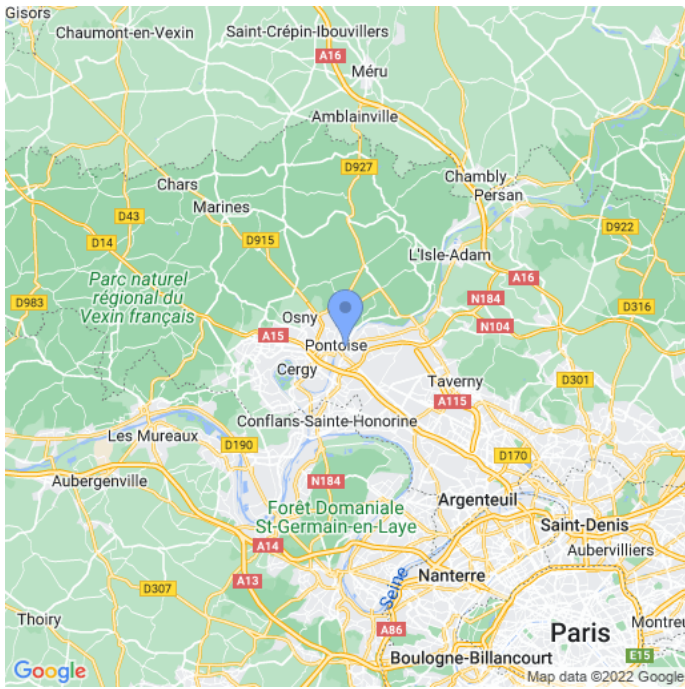 Gisors
Chaumont-en-Vexin
Saint-Crépin-Ibouvillers
A16
Méru
Amblainville
D927
Chambly
Persan
Chars
Marines
D43
D14
D915
D922
L'Isle-Adam
A16
Parc naturel
régional du
Vexin français
D983
N184
D316
Osny
A15
Pontoise
N104
Cergy
Taverny
D301
A115
Conflans-Sainte-Honorine
Les Mureaux
D190
D170
Aubergenville
N184
Argenteuil
Forêt Domaniale
St-Germain-en-Laye
Saint-Denis
A14
Aubervilliers
A13
Nanterre
Seine
D307
Thoiry
A86
Paris
Montreu
E15
Boulogne-Billancourt
Google
Map data ©2022 Google